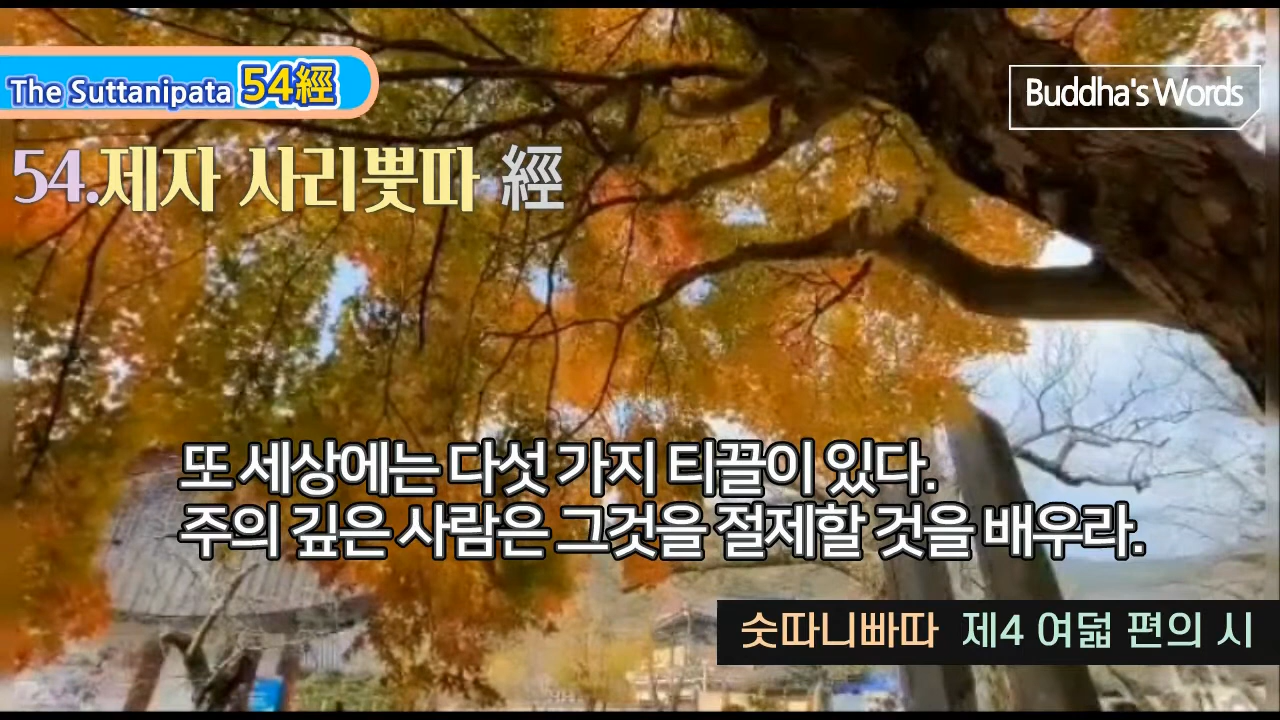 The Suttanipata 54經
Buddha's Words
54.제자 사리뿟따 經
또 세상에는 다섯 가지 티끌이 있다.
주의 깊은 사람은 그것을 절제할 것을 배우라.
숫따니빠따 제4 여덟 편의 시